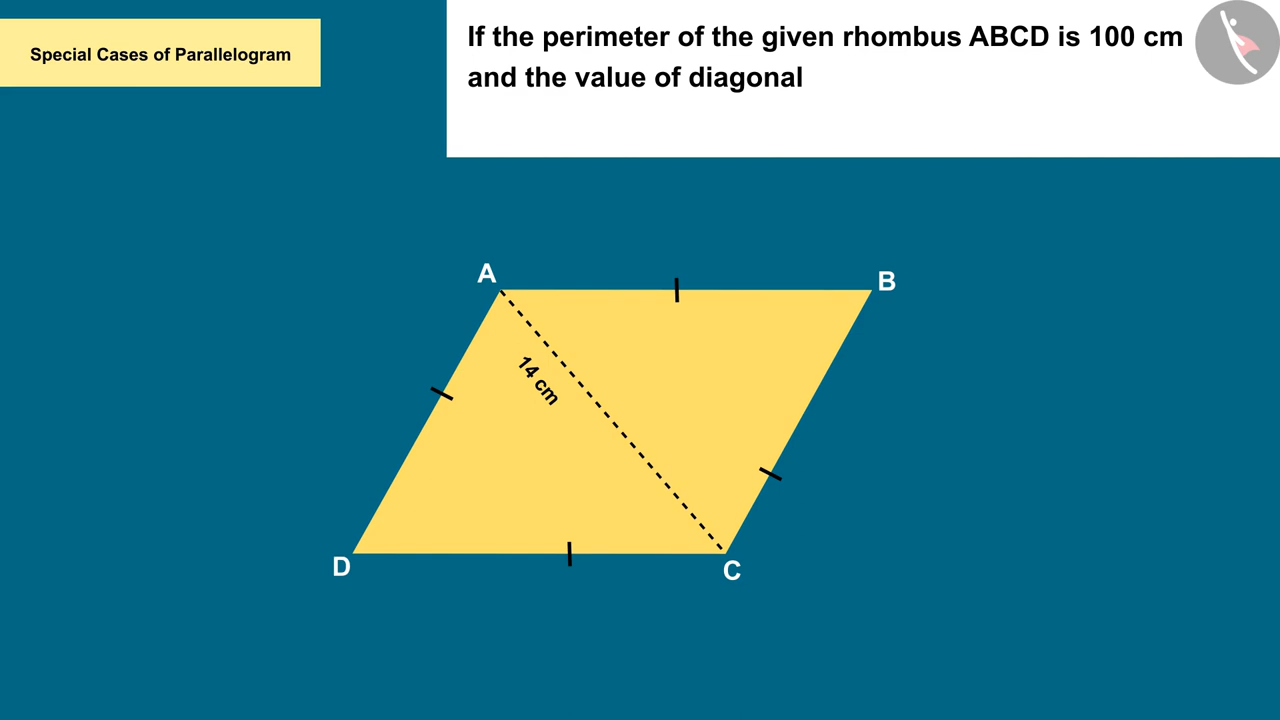 Special Cases of Parallelogram
If the perimeter of the given rhombus ABCD is 100 cm
and the value of diagonal
A
B
14 cm
D
C